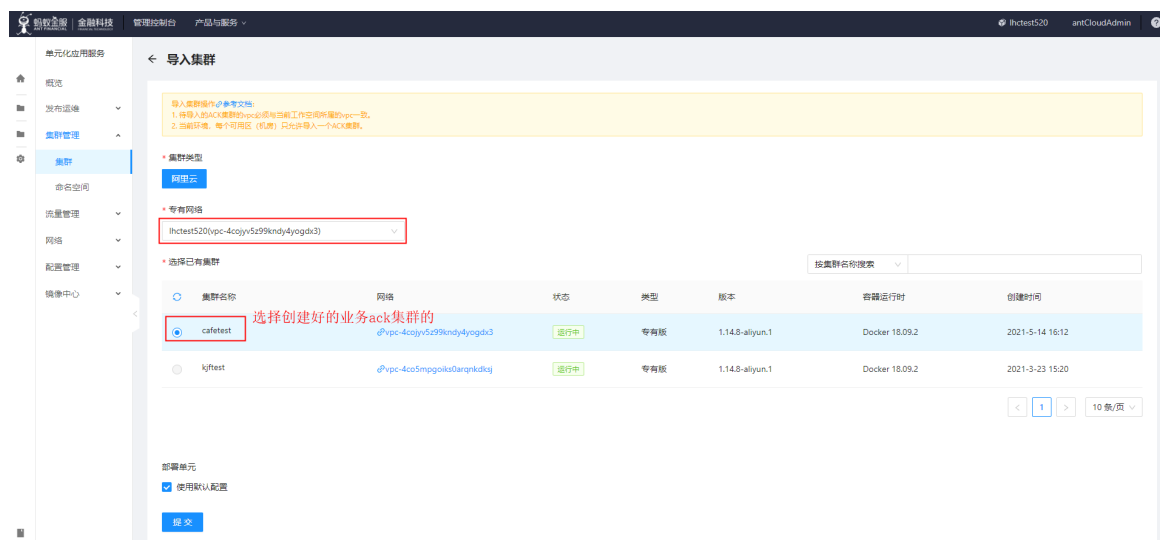 蚂蚁金服 金融科技 管理控制台 产品与服务 lhctest520 antCloudAdmin
ANT FINANCIAL
单元化应用服务
导入集群
概览
发布运维
集群管理
集群
命名空间
流量管理
网络
配置管理
镜像中心
导入集群操作参考文档:
1. 待导入的ACK集群的vpc必须与当前工作空间所属的vpc一致。
2. 当前环境，每个可用区（机房）只允许导入一个ACK集群。
* 集群类型
阿里云
* 专有网络
lhctest520(vpc-4cojyv5z99kndy4yogdx3)
* 选择已有集群 按集群名称搜索
集群名称 网络 状态 类型 版本 容器运行时 创建时间
选择创建好的业务ack集群的
cafetest vpc-4cojyv5z99kndy4yogdx3 运行中 专有版 1.14.8-aliyun.1 Docker 18.09.2 2021-5-14 16:12
kjftest vpc-4co5mpgoiks0arqnkdksj 运行中 专有版 1.14.8-aliyun.1 Docker 18.09.2 2021-3-23 15:20
< 1 > 10 条/页
部署单元
使用默认配置
提 交